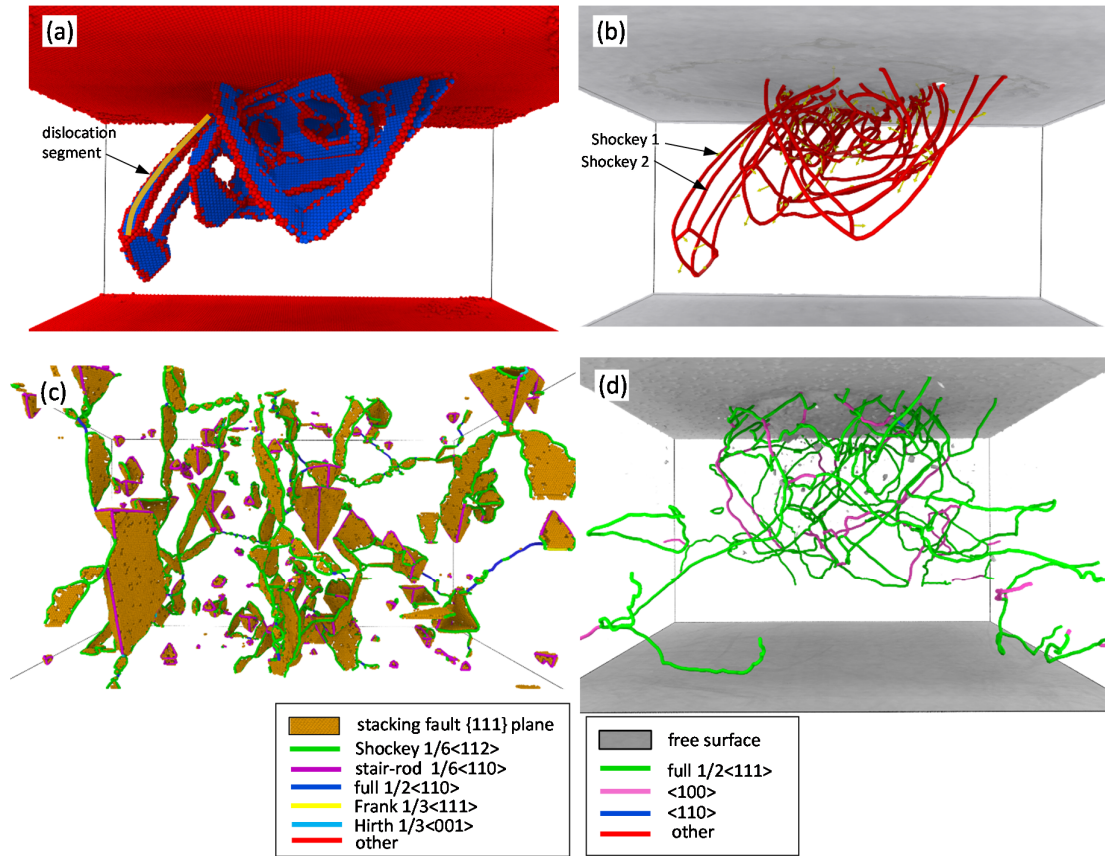 (a)
dislocation
segment
(b)
Shockey 1
Shockey 2
(c)
(d)
stacking fault {111} plane
Shockey 1/6<112>
stair-rod 1/6<110>
full 1/2<110>
Frank 1/3<111>
Hirth 1/3<001>
other
free surface
full 1/2<111>
<100>
<110>
other